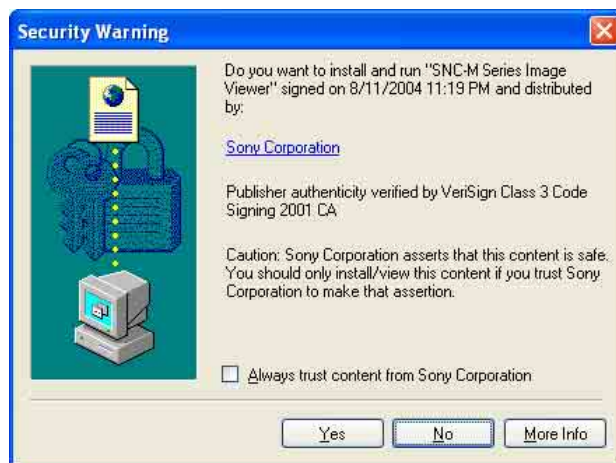 Security Warning
Do you want to install and run "SNC-M Series Image
Viewer" signed on 8/11/2004 11:19 PM and distributed
by:
Sony Corporation
Publisher authenticity verified by VeriSign Class 3 Code
Signing 2001 CA
Caution: Sony Corporation asserts that this content is safe.
You should only install/view this content if you trust Sony
Corporation to make that assertion.
Always trust content from Sony Corporation
Yes No More Info